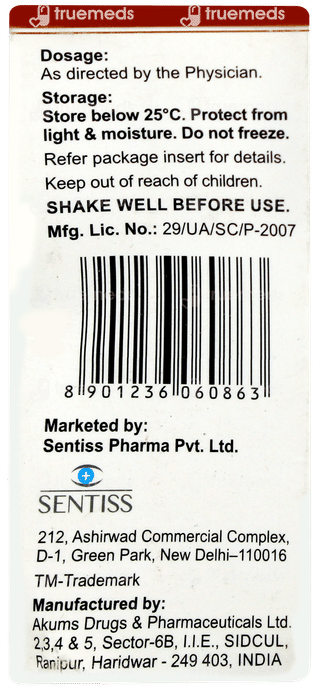 truemeds truemeds
Dosage:
As directed by the Physician.
Storage:
Store below 25°C. Protect from
light & moisture. Do not freeze.
Refer package insert for details.
Keep out of reach of children.
SHAKE WELL BEFORE USE.
Mfg. Lic. No.: 29/UA/SC/P-2007
truemeds truemeds
8 901236 060863
Marketed by:
Sentiss Pharma Pvt. Ltd.
SENTISS
212, Ashirwad Commercial Complex,
D-1, Green Park, New Delhi–110016
TM-Trademark
Manufactured by:
Akums Drugs & Pharmaceuticals Ltd.
2,3,4 & 5, Sector-6B, I.I.E., SIDCUL,
Ranipur, Haridwar - 249 403, INDIA